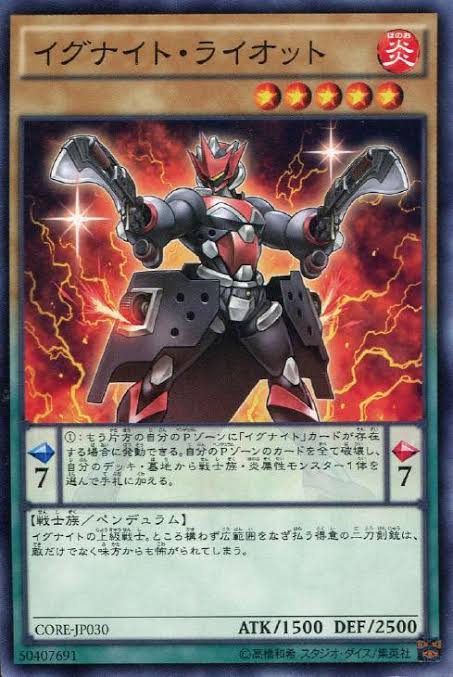 イグナイト・ライオット
炎
7
①：もう片方の自分のＰゾーンに「イグナイト」カードが存在
する場合に発動できる。自分のＰゾーンのカードを全て破壊し、
自分のデッキ・墓地から戦士族・炎属性モンスター１体を
選んで手札に加える。
7
【戦士族／ペンデュラム】
イグナイトの上級戦士。ところ構わず広範囲をなぎ払う得意の二刀剣銃は、
敵だけでなく味方からも怖がられてしまう。
CORE-JP030
ATK/1500 DEF/2500
50407691
©高橋和希 スタジオ・ダイス/集英社